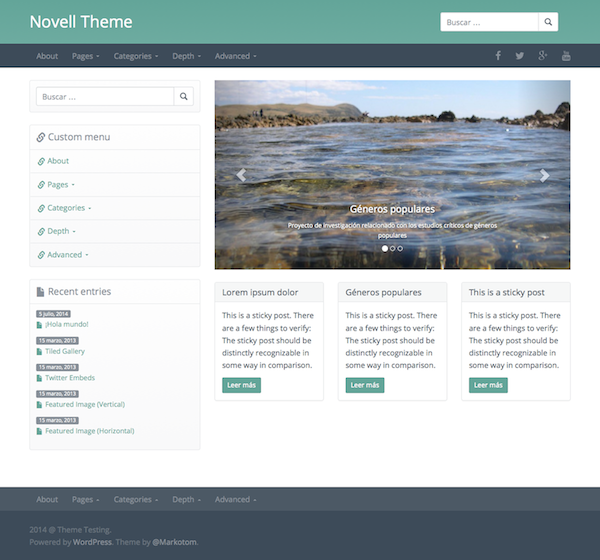 Novell Theme
Buscar ...
About Pages Categories Depth Advanced
Buscar ...
Custom menu
About
Pages
Categories
Depth
Advanced
Recent entries
5 julio, 2014
¡Hola mundo!
15 marzo, 2013
Tiled Gallery
15 marzo, 2013
Twitter Embeds
15 marzo, 2013
Featured Image (Vertical)
15 marzo, 2013
Featured Image (Horizontal)
Géneros populares
Proyecto de investigación relacionado con los estudios críticos de géneros
populares
Lorem ipsum dolor
This is a sticky post. There
are a few things to verify:
The sticky post should be
distinctly recognizable in
some way in comparison.
Leer más
Géneros populares
This is a sticky post. There
are a few things to verify:
The sticky post should be
distinctly recognizable in
some way in comparison.
Leer más
This is a sticky post
This is a sticky post. There
are a few things to verify:
The sticky post should be
distinctly recognizable in
some way in comparison.
Leer más
About Pages Categories Depth Advanced
2014 @ Theme Testing.
Powered by WordPress. Theme by @Markotom.